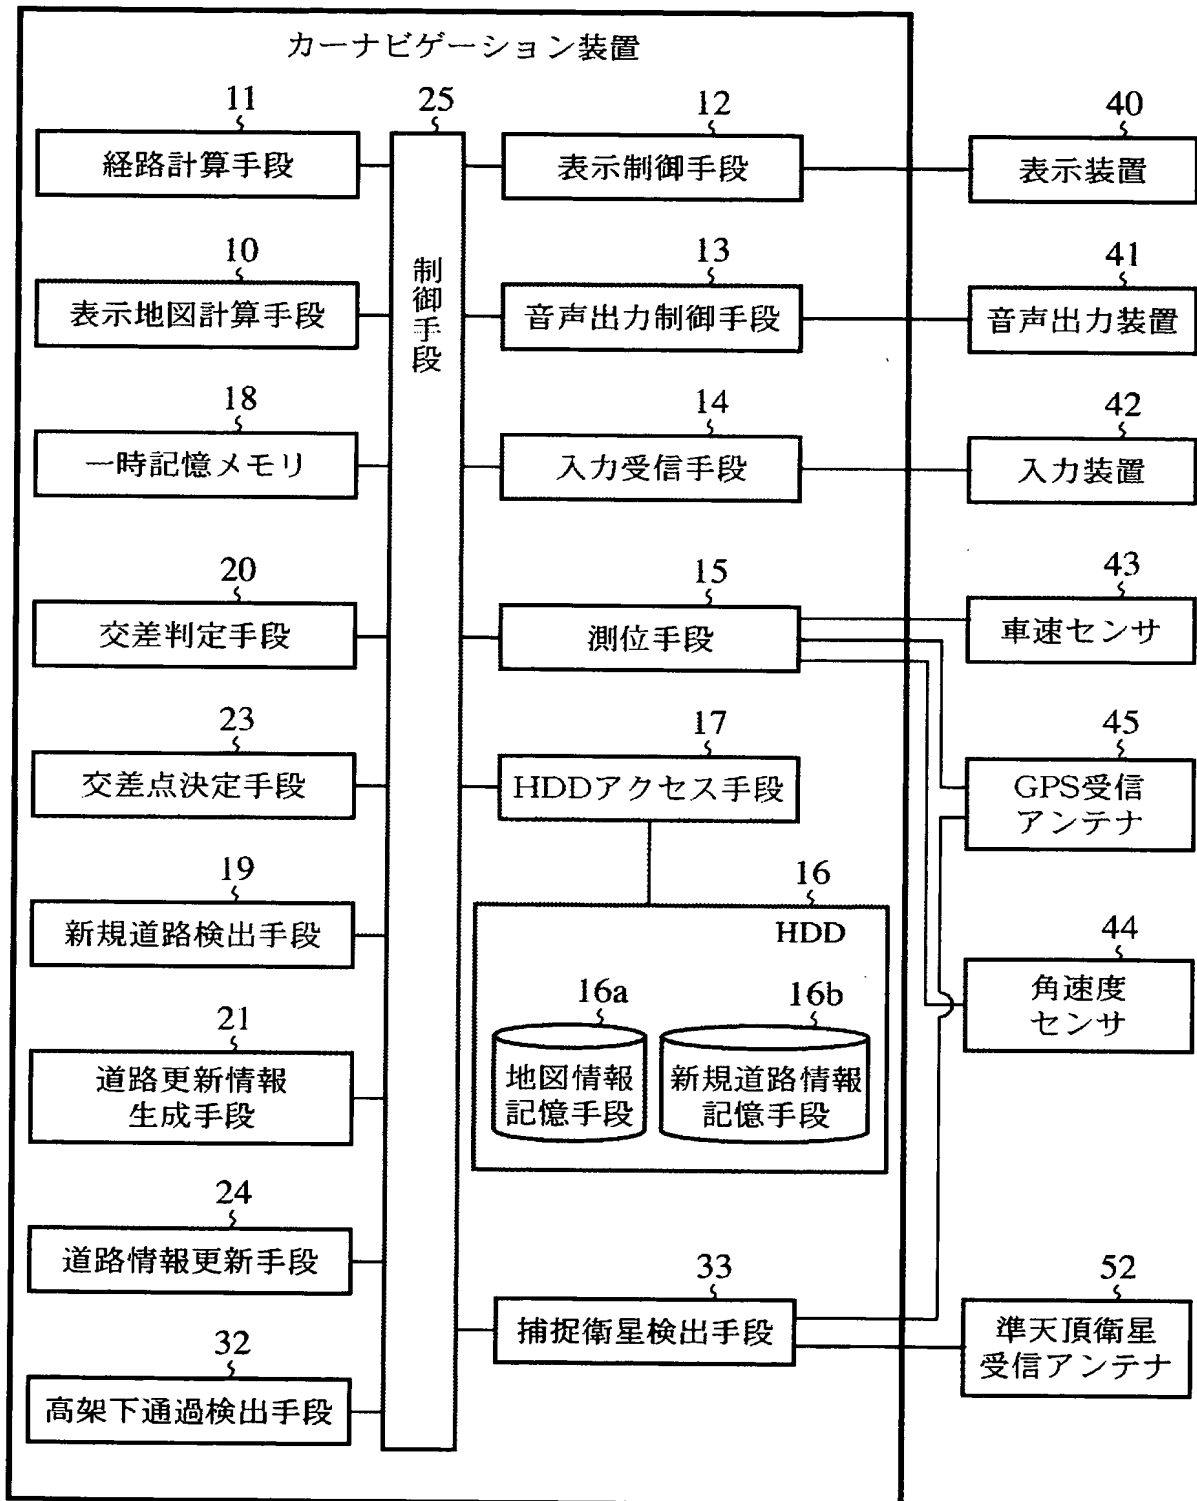 カーナビゲーション装置
11
経路計算手段
25
制御手段
12
表示制御手段
40
表示装置
10
表示地図計算手段
13
音声出力制御手段
41
音声出力装置
18
一時記憶メモリ
14
入力受信手段
42
入力装置
20
交差判定手段
15
測位手段
43
車速センサ
23
交差点決定手段
17
HDDアクセス手段
45
GPS受信
アンテナ
19
新規道路検出手段
16
HDD
16a
地図情報
記憶手段
16b
新規道路情報
記憶手段
44
角速度
センサ
21
道路更新情報
生成手段
24
道路情報更新手段
33
捕捉衛星検出手段
52
準天頂衛星
受信アンテナ
32
高架下通過検出手段